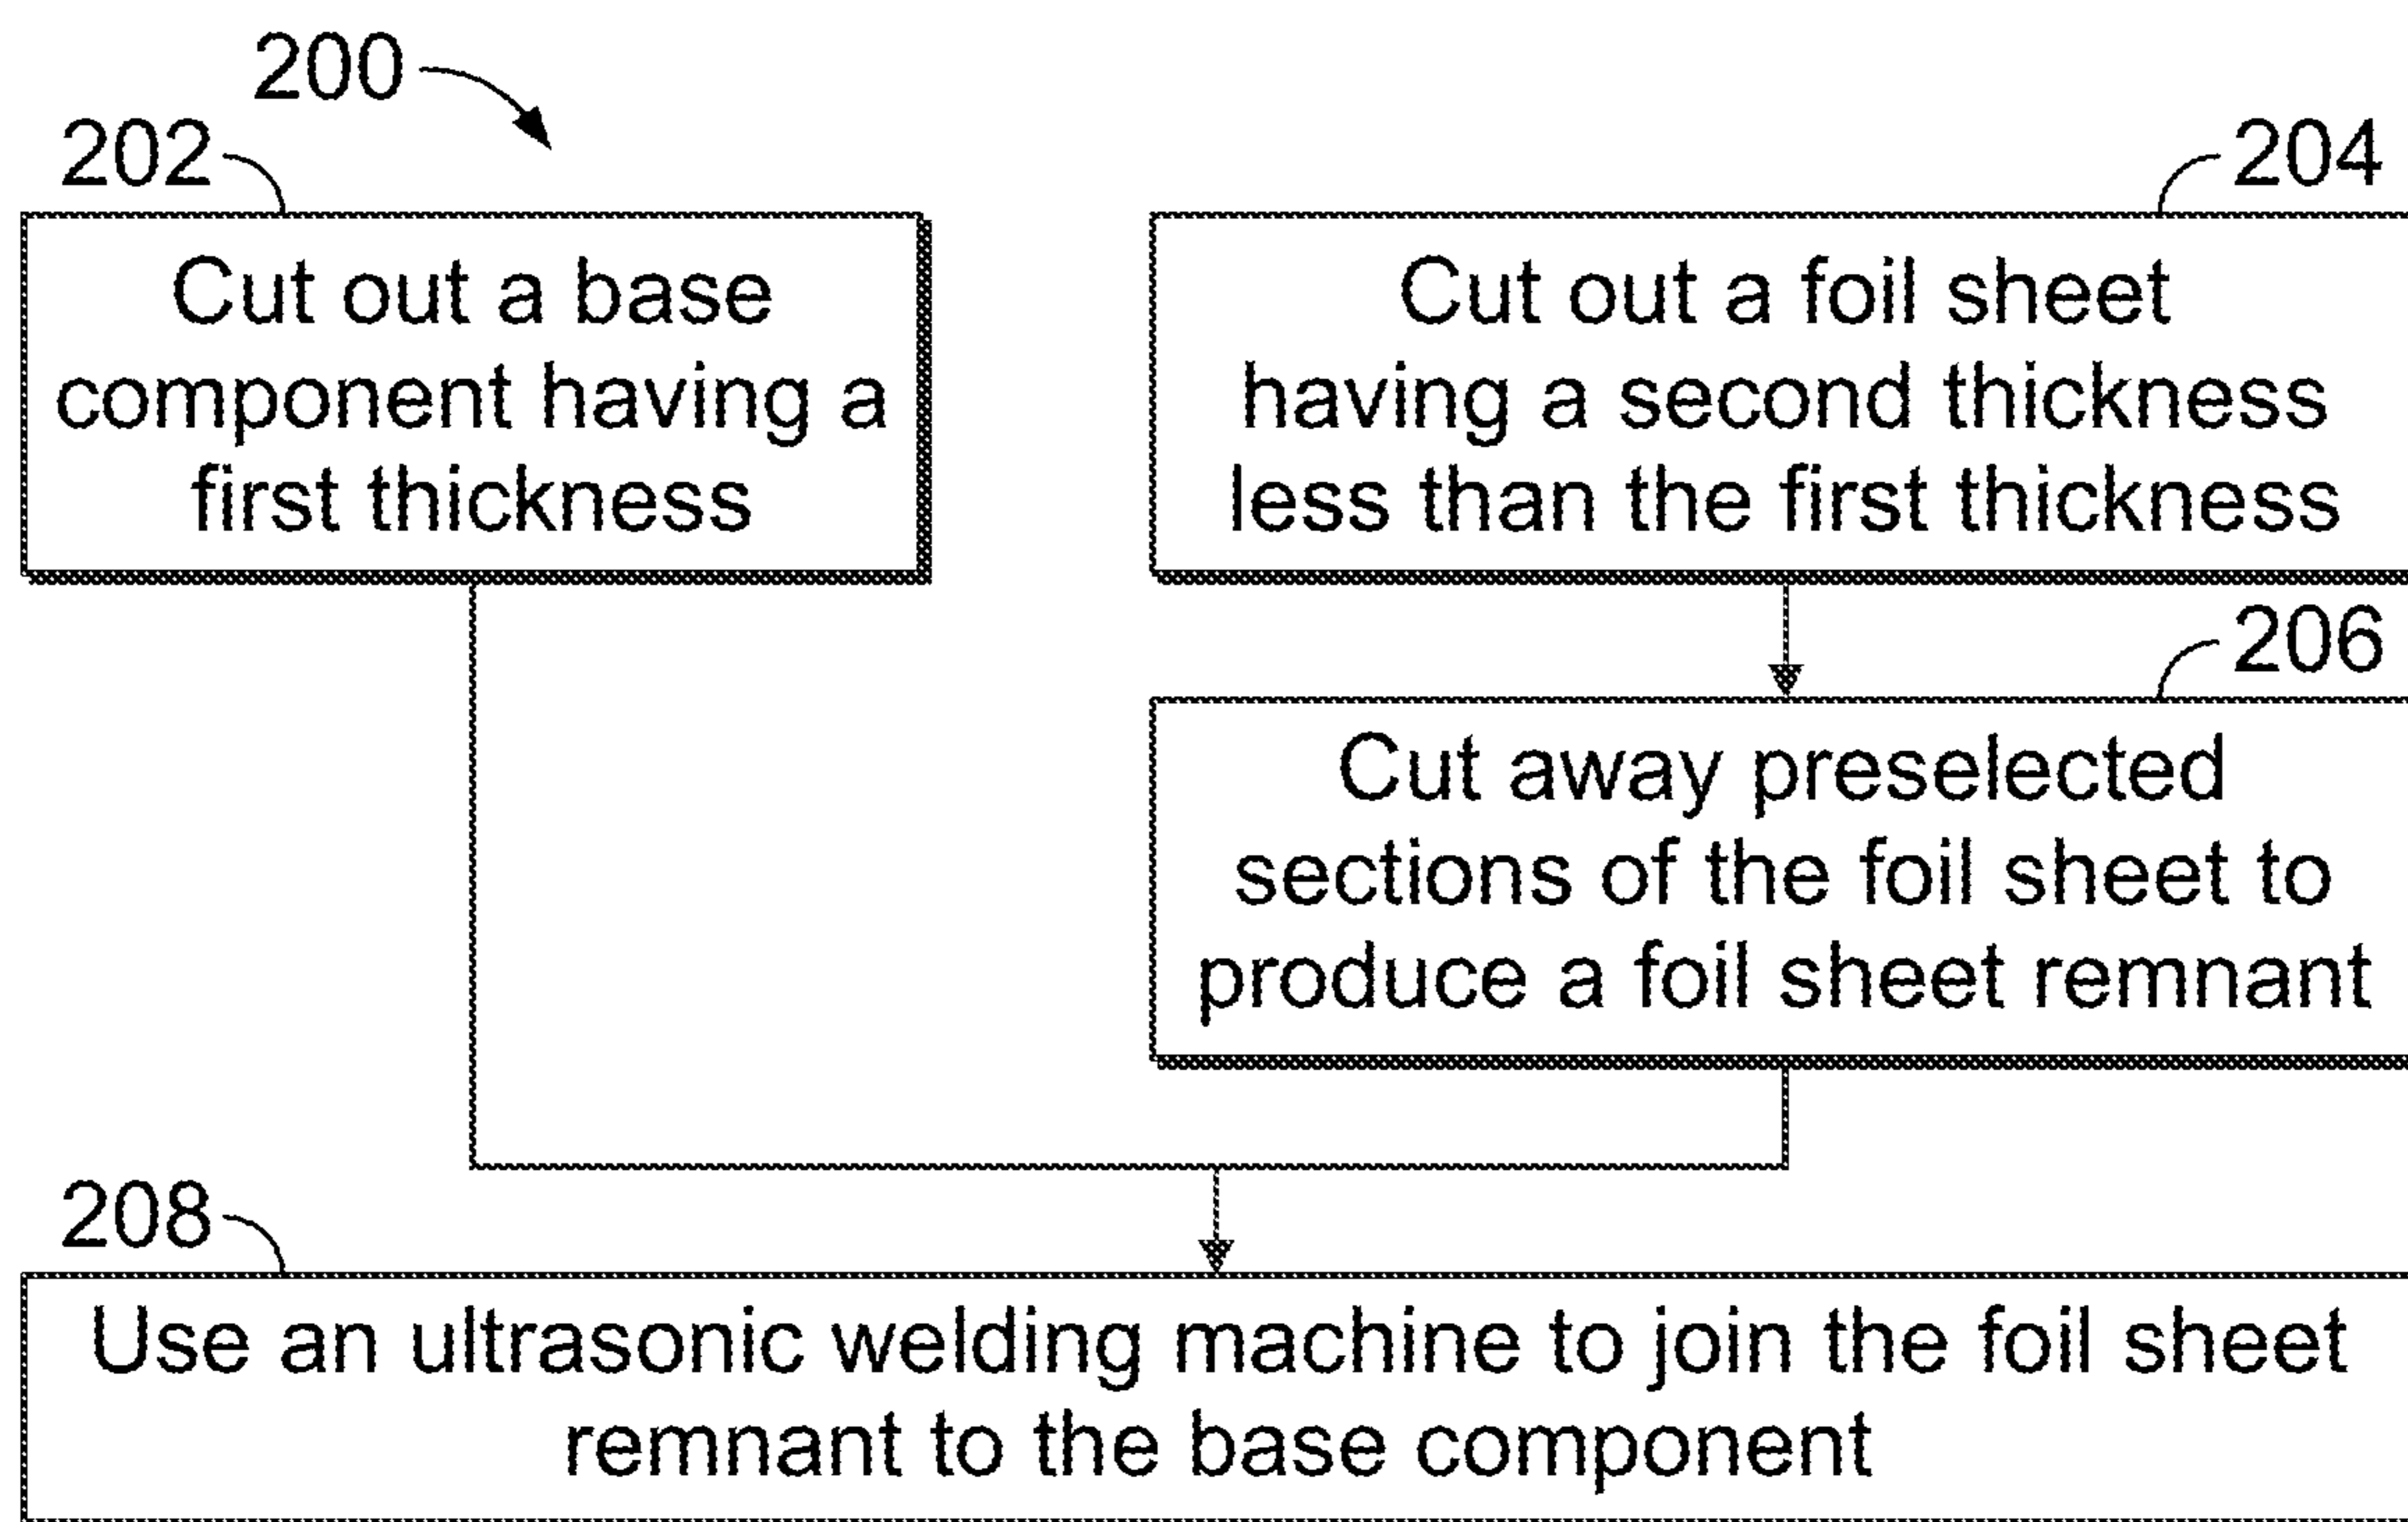 200
202
Cut out a base
component having a
first thickness
204
Cut out a foil sheet
having a second thickness
less than the first thickness
206
Cut away preselected
sections of the foil sheet to
produce a foil sheet remnant
208
Use an ultrasonic welding machine to join the foil sheet
remnant to the base component